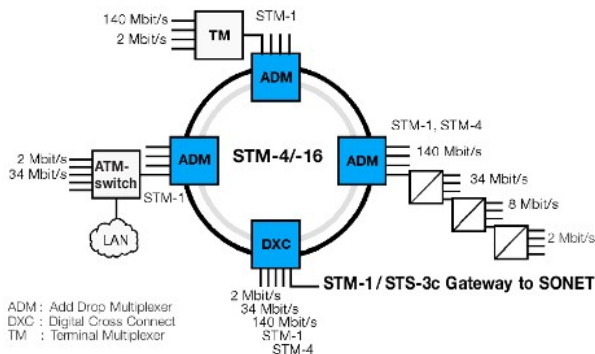 140 Mbit/s
2 Mbit/s
TM
STM-1
ADM
STM-1, STM-4
140 Mbit/s
2 Mbit/s
34 Mbit/s
ATM-
switch
ADM
STM-4/-16
ADM
STM-1
34 Mbit/s
8 Mbit/s
2 Mbit/s
LAN
DXC
STM-1 / STS-3c Gateway to SONET
2 Mbit/s
34 Mbit/s
140 Mbit/s
STM-1
STM-4
ADM : Add Drop Multiplexer
DXC : Digital Cross Connect
TM : Terminal Multiplexer